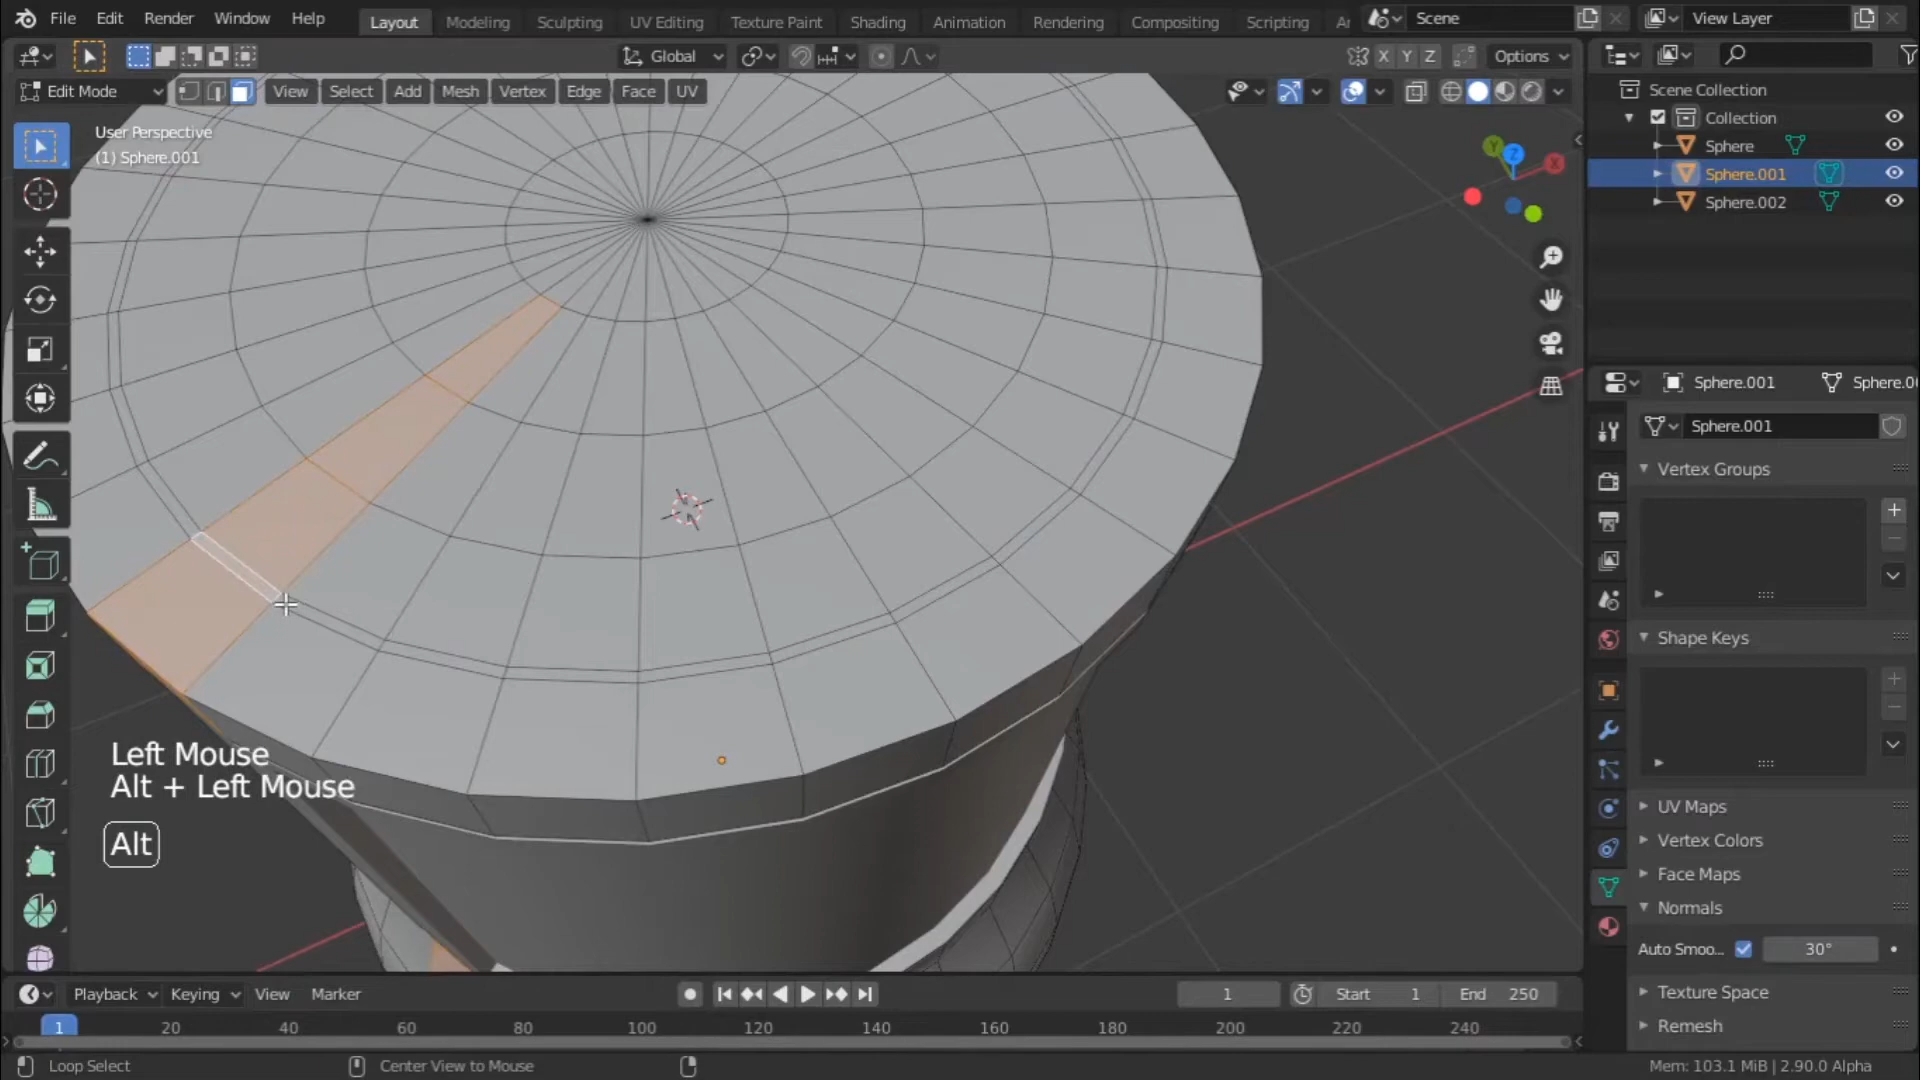 File Edit Render Window Help Layout Modeling Sculpting UV Editing Texture Paint Shading Animation Rendering Compositing Scripting Scene View Layer
Global X Y Z Options
Edit Mode View Select Add Mesh Vertex Edge Face UV
User Perspective
(1) Sphere.001
Y Z X
Scene Collection
Collection
Sphere
Sphere.001
Sphere.002
Sphere.001 Sphere.0
Sphere.001
Vertex Groups
Shape Keys
UV Maps
Vertex Colors
Face Maps
Normals
Auto Smoo... 30°
Texture Space
Remesh
Left Mouse
Alt + Left Mouse
Alt
Playback Keying View Marker 1 Start 1 End 250
1 20 40 60 80 100 120 140 160 180 200 220 240
Loop Select Center View to Mouse Mem: 103.1 MiB | 2.90.0 Alpha